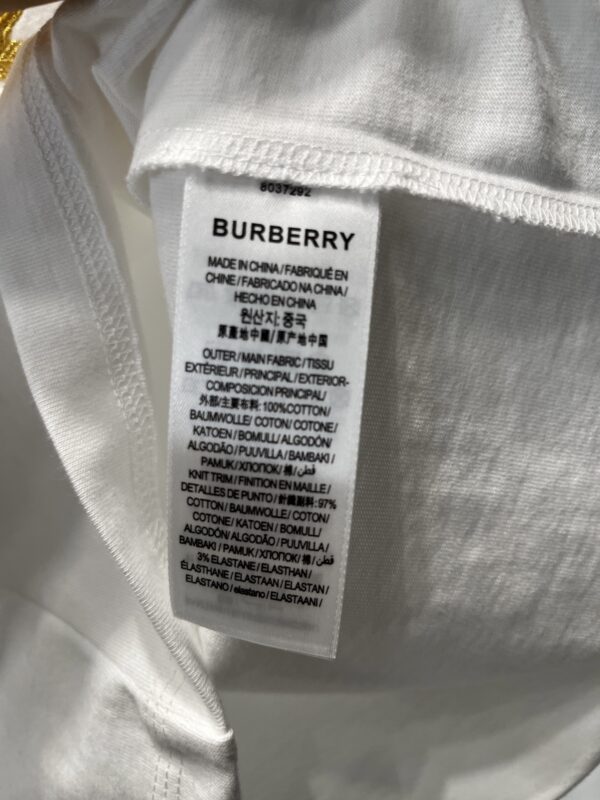 8037292
BURBERRY
MADE IN CHINA / FABRIQUÉ EN
CHINE / FABRICADO NA CHINA /
HECHO EN CHINA
원산지: 중국
原產地中國/原产地中国
OUTER / MAIN FABRIC / TISSU
EXTÉRIEUR / PRINCIPAL / EXTERIOR-
COMPOSICION PRINCIPAL /
外部/主要布料: 100% COTTON /
BAUMWOLLE / COTON / COTONE /
KATOEN / BOMULL / ALGODÓN /
ALGODÃO / PUUVILLA / BAMBAKI /
PAMUK / ХЛОПОК / 棉 / قطن /
KNIT TRIM / FINITION EN MAILLE /
DETALLES DE PUNTO / 針織副料: 97%
COTTON / BAUMWOLLE / COTON /
COTONE / KATOEN / BOMULL /
ALGODÓN / ALGODÃO / PUUVILLA /
BAMBAKI / PAMUK / ХЛОПОК / 棉 / قطن /
3% ELASTANE / ELASTHAN /
ÉLASTHANE / ELASTAAN / ELASTAN /
ELASTANO / elastano / ELASTAANI /